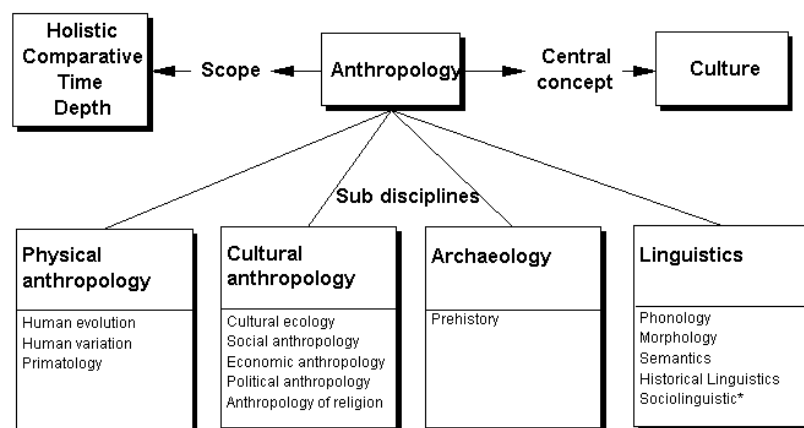 Holistic
Comparative
Time
Depth
Scope
Anthropology
Central
concept
Culture
Sub disciplines
Physical
anthropology
Human evolution
Human variation
Primatology
Cultural
anthropology
Cultural ecology
Social anthropology
Economic anthropology
Political anthropology
Anthropology of religion
Archaeology
Prehistory
Linguistics
Phonology
Morphology
Semantics
Historical Linguistics
Sociolinguistic*